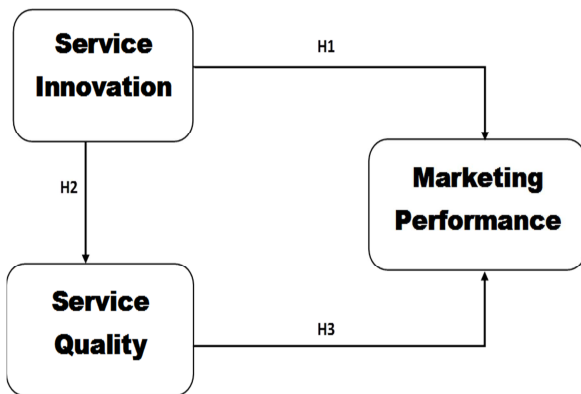 Service
Innovation
H1
Marketing
Performance
H2
Service
Quality
H3